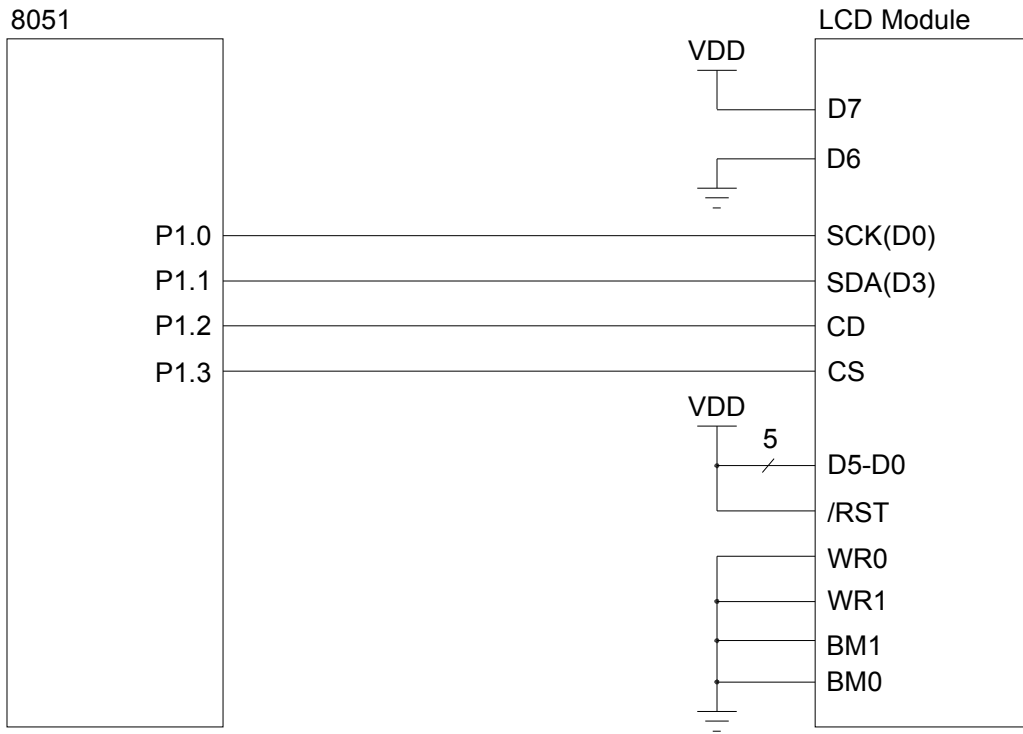 8051
LCD Module
VDD
D7
D6
P1.0
SCK(D0)
P1.1
SDA(D3)
P1.2
CD
P1.3
CS
VDD
5
D5-D0
/RST
WR0
WR1
BM1
BM0